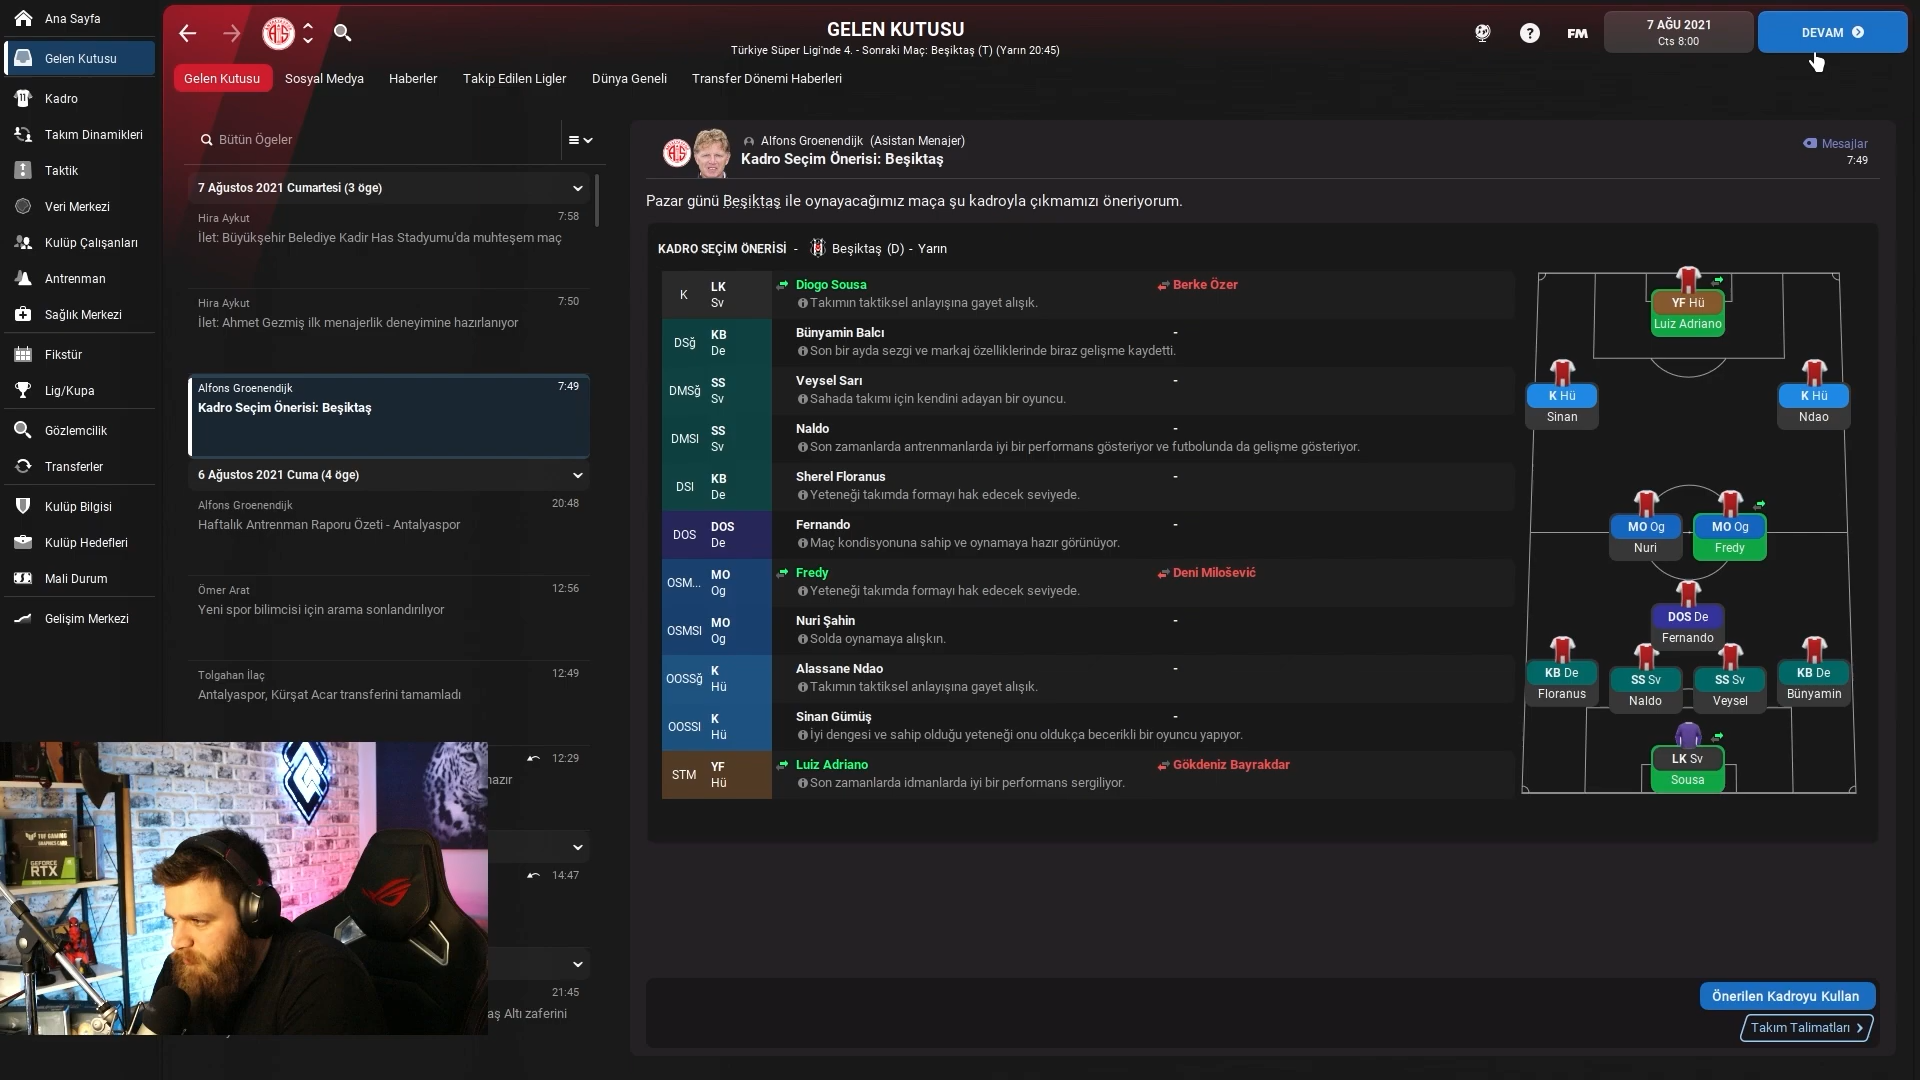 Ana Sayfa
Gelen Kutusu
Kadro
Takım Dinamikleri
Taktik
Veri Merkezi
Kulüp Çalışanları
Antrenman
Sağlık Merkezi
Fikstür
Lig/Kupa
Gözlemcilik
Transferler
Kulüp Bilgisi
Kulüp Hedefleri
Mali Durum
Gelişim Merkezi
GELEN KUTUSU
Türkiye Süper Ligi'nde 4. - Sonraki Maç: Beşiktaş (T) (Yarın 20:45)
FM
7 AĞU 2021
Cts 8:00
DEVAM
Gelen Kutusu
Sosyal Medya
Haberler
Takip Edilen Ligler
Dünya Geneli
Transfer Dönemi Haberleri
Bütün Ögeler
7 Ağustos 2021 Cumartesi (3 öge)
Hira Aykut 7:58
İlet: Büyükşehir Belediye Kadir Has Stadyumu'da muhteşem maç
Hira Aykut 7:50
İlet: Ahmet Gezmiş ilk menajerlik deneyimine hazırlanıyor
Alfons Groenendijk 7:49
Kadro Seçim Önerisi: Beşiktaş
6 Ağustos 2021 Cuma (4 öge)
Alfons Groenendijk 20:48
Haftalık Antrenman Raporu Özeti - Antalyaspor
Ömer Arat 12:56
Yeni spor bilimcisi için arama sonlandırılıyor
Tolgahan İlaç 12:49
Antalyaspor, Kürşat Acar transferini tamamladı
12:29
14:47
21:45
aş Altı zaferini
TUF GAMING
GEFORCE
RTX
Alfons Groenendijk (Asistan Menajer)
Kadro Seçim Önerisi: Beşiktaş
Mesajlar
7:49
Pazar günü Beşiktaş ile oynayacağımız maça şu kadroyla çıkmamızı öneriyorum.
KADRO SEÇİM ÖNERİSİ - Beşiktaş (D) - Yarın
K LK Sv Diogo Sousa Berke Özer
Takımın taktiksel anlayışına gayet alışık.
DSğ KB De Bünyamin Balcı -
Son bir ayda sezgi ve markaj özelliklerinde biraz gelişme kaydetti.
DMSğ SS Sv Veysel Sarı -
Sahada takımı için kendini adayan bir oyuncu.
DMSl SS Sv Naldo -
Son zamanlarda antrenmanlarda iyi bir performans gösteriyor ve futbolunda da gelişme gösteriyor.
DSl KB De Sherel Floranus -
Yeteneği takımda formayı hak edecek seviyede.
DOS DOS De Fernando -
Maç kondisyonuna sahip ve oynamaya hazır görünüyor.
OSM... MO Og Fredy Deni Milošević
Yeteneği takımda formayı hak edecek seviyede.
OSMSl MO Og Nuri Şahin -
Solda oynamaya alışkın.
OOSSğ K Hü Alassane Ndao -
Takımın taktiksel anlayışına gayet alışık.
OOSSl K Hü Sinan Gümüş -
İyi dengesi ve sahip olduğu yeteneği onu oldukça becerikli bir oyuncu yapıyor.
STM YF Hü Luiz Adriano Gökdeniz Bayrakdar
Son zamanlarda idmanlarda iyi bir performans sergiliyor.
YF Hü
Luiz Adriano
K Hü
Sinan
K Hü
Ndao
MO Og
Nuri
MO Og
Fredy
DOS De
Fernando
KB De
Floranus
SS Sv
Naldo
SS Sv
Veysel
KB De
Bünyamin
LK Sv
Sousa
Önerilen Kadroyu Kullan
Takım Talimatları